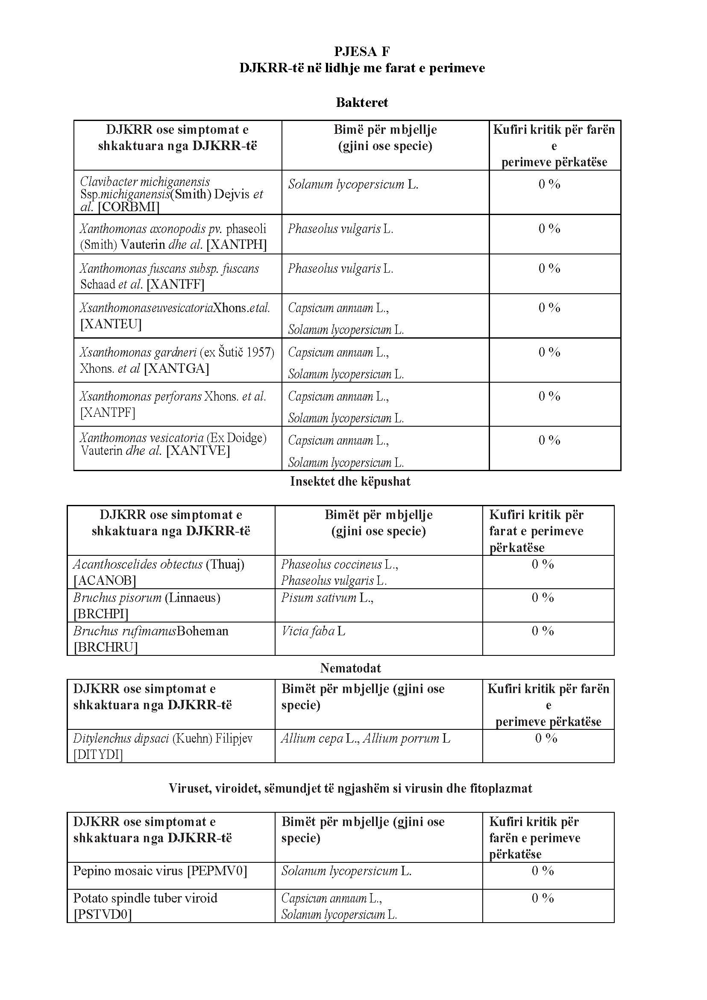 PJESA F
DJKRR-të në lidhje me farat e perimeve
Bakteret
DJKRR ose simptomat e
shkaktuara nga DJKRR-të
Bimë për mbjellje
(gjini ose specie)
Kufiri kritik për farën
e
perimeve përkatëse
Clavibacter michiganensis
Ssp.michiganensis(Smith) Dejvis et
al. [CORBMI]
Solanum lycopersicum L.
0 %
Xanthomonas axonopodis pv. phaseoli
(Smith) Vauterin dhe al. [XANTPH]
Phaseolus vulgaris L.
0 %
Xanthomonas fuscans subsp. fuscans
Schaad et al. [XANTFF]
Phaseolus vulgaris L.
0 %
XsanthomonaseuvesicatoriaXhons.etal.
[XANTEU]
Capsicum annuum L.,
Solanum lycopersicum L.
0 %
Xsanthomonas gardneri (ex Šutič 1957)
Xhons. et al [XANTGA]
Capsicum annuum L.,
Solanum lycopersicum L.
0 %
Xsanthomonas perforans Xhons. et al.
[XANTPF]
Capsicum annuum L.,
Solanum lycopersicum L.
0 %
Xanthomonas vesicatoria (Ex Doidge)
Vauterin dhe al. [XANTVE]
Capsicum annuum L.,
Solanum lycopersicum L.
0 %
Insektet dhe këpushat
DJKRR ose simptomat e
shkaktuara nga DJKRR-të
Bimët për mbjellje
(gjini ose specie)
Kufiri kritik për
farat e perimeve
përkatëse
Acanthoscelides obtectus (Thuaj)
[ACANOB]
Phaseolus coccineus L.,
Phaseolus vulgaris L.
0 %
Bruchus pisorum (Linnaeus)
[BRCHPI]
Pisum sativum L.,
0 %
Bruchus rufimanusBoheman
[BRCHRU]
Vicia faba L
0 %
Nematodat
DJKRR ose simptomat e
shkaktuara nga DJKRR-të
Bimët për mbjellje (gjini ose
specie)
Kufiri kritik për farën
e
perimeve përkatëse
Ditylenchus dipsaci (Kuehn) Filipjev
[DITYDI]
Allium cepa L., Allium porrum L
0 %
Viruset, viroidet, sëmundjet të ngjashëm si virusin dhe fitoplazmat
DJKRR ose simptomat e
shkaktuara nga DJKRR-të
Bimët për mbjellje (gjini ose
specie)
Kufiri kritik për
farën e perimeve
përkatëse
Pepino mosaic virus [PEPMV0]
Solanum lycopersicum L.
0 %
Potato spindle tuber viroid
[PSTVD0]
Capsicum annuum L.,
Solanum lycopersicum L.
0 %